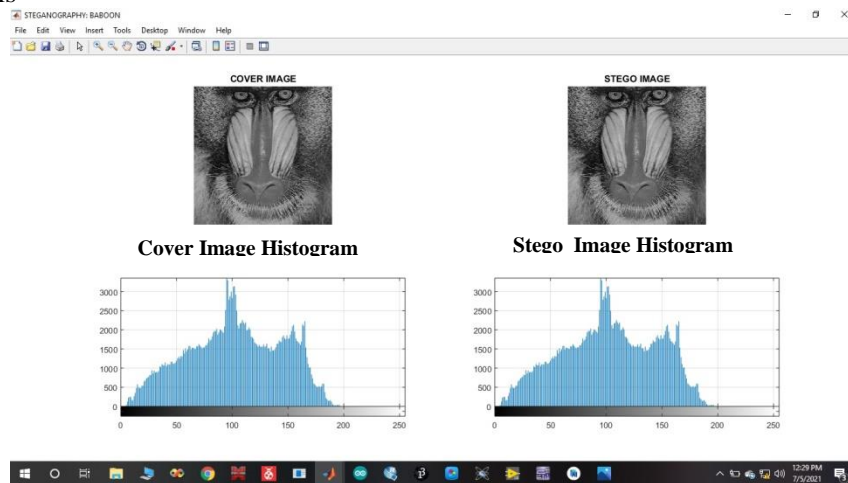 STEGANOGRAPHY: BABOON
File Edit View Insert Tools Desktop Window Help
COVER IMAGE
STEGO IMAGE
Cover Image Histogram
Stego Image Histogram
3000
2500
2000
1500
1000
500
0
0 50 100 150 200 250
3000
2500
2000
1500
1000
500
0
0 50 100 150 200 250
12:29 PM
7/5/2021